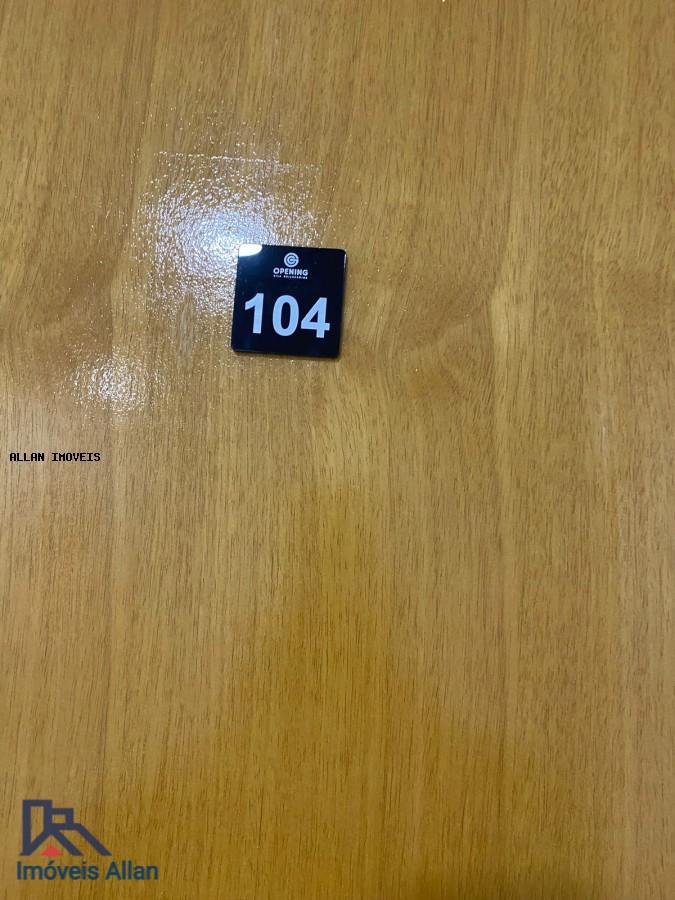 OPENING
104
ALLAN IMOVEIS
Imóveis Allan